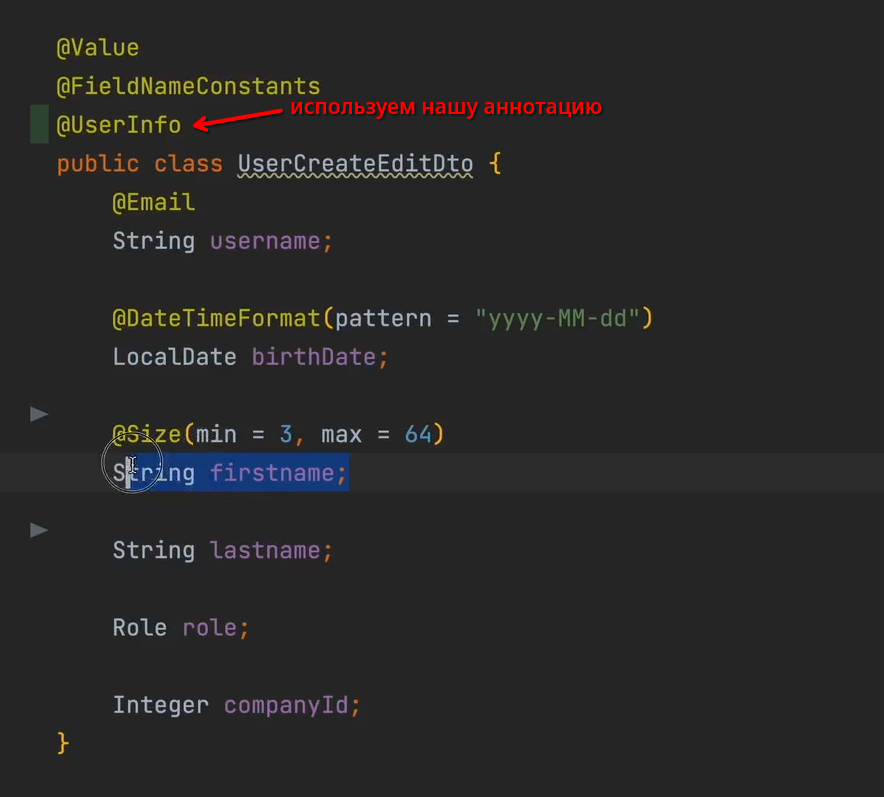 @Value
@FieldNameConstants
используем нашу аннотацию
@UserInfo
public class UserCreateEditDto {
@Email
String username;
@DateTimeFormat(pattern = "yyyy-MM-dd")
LocalDate birthDate;
@Size(min = 3, max = 64)
String firstname;
String lastname;
Role role;
Integer companyId;
}